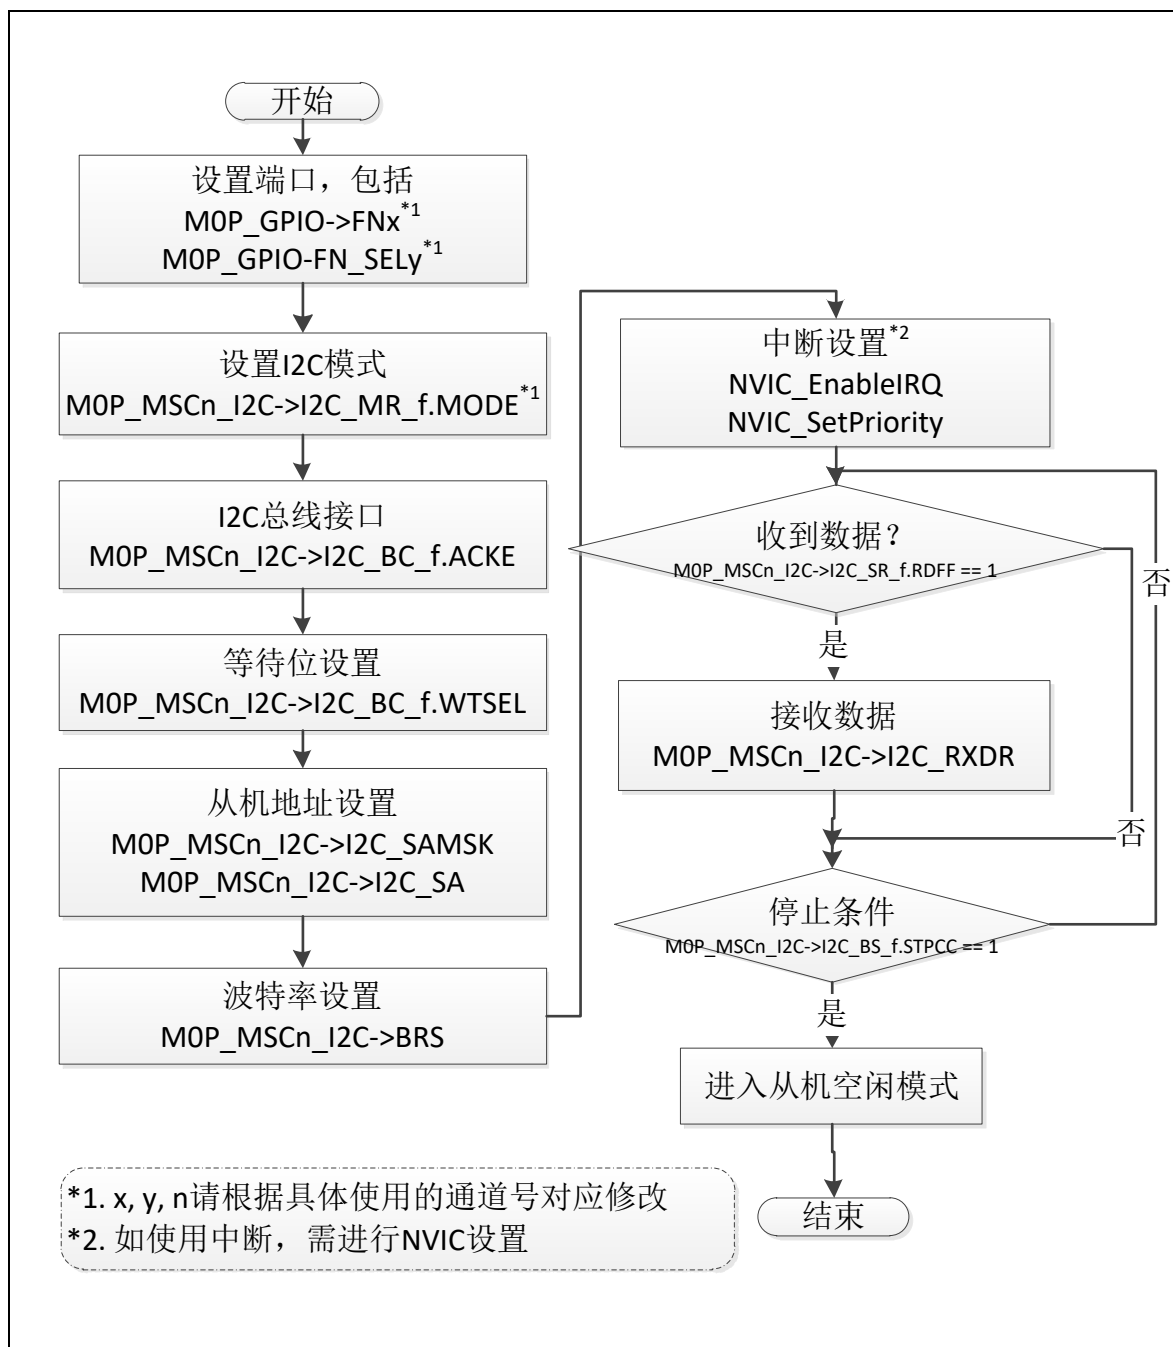 开始
设置端口，包括
M0P_GPIO->FNx*1
M0P_GPIO-FN_SELy*1
设置I2C模式
M0P_MSCn_I2C->I2C_MR_f.MODE*1
I2C总线接口
M0P_MSCn_I2C->I2C_BC_f.ACKE
等待位设置
M0P_MSCn_I2C->I2C_BC_f.WTSEL
从机地址设置
M0P_MSCn_I2C->I2C_SAMSK
M0P_MSCn_I2C->I2C_SA
波特率设置
M0P_MSCn_I2C->BRS
中断设置*2
NVIC_EnableIRQ
NVIC_SetPriority
收到数据？
M0P_MSCn_I2C->I2C_SR_f.RDFF == 1
否
是
接收数据
M0P_MSCn_I2C->I2C_RXDR
否
停止条件
M0P_MSCn_I2C->I2C_BS_f.STPCC == 1
是
进入从机空闲模式
结束
*1. x, y, n请根据具体使用的通道号对应修改
*2. 如使用中断，需进行NVIC设置